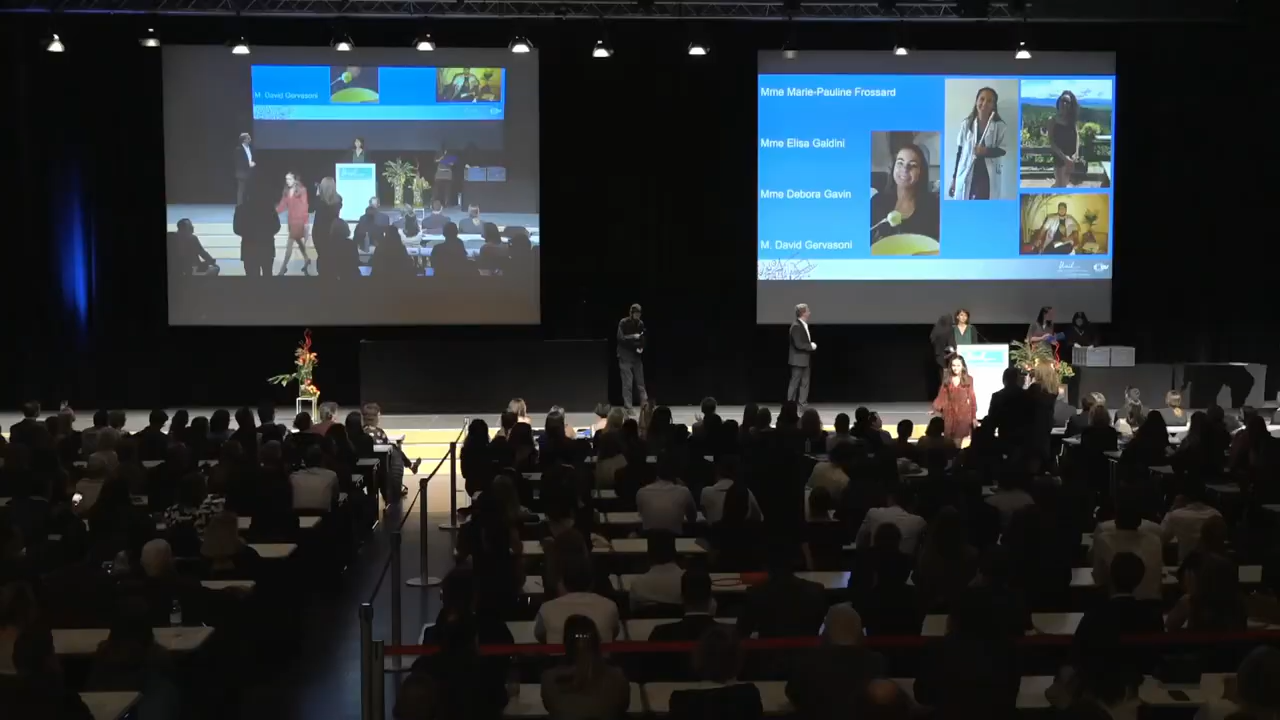 M. David Gervasoni
Mme Marie-Pauline Frossard
Mme Elisa Galdini
Mme Debora Gavin
M. David Gervasoni